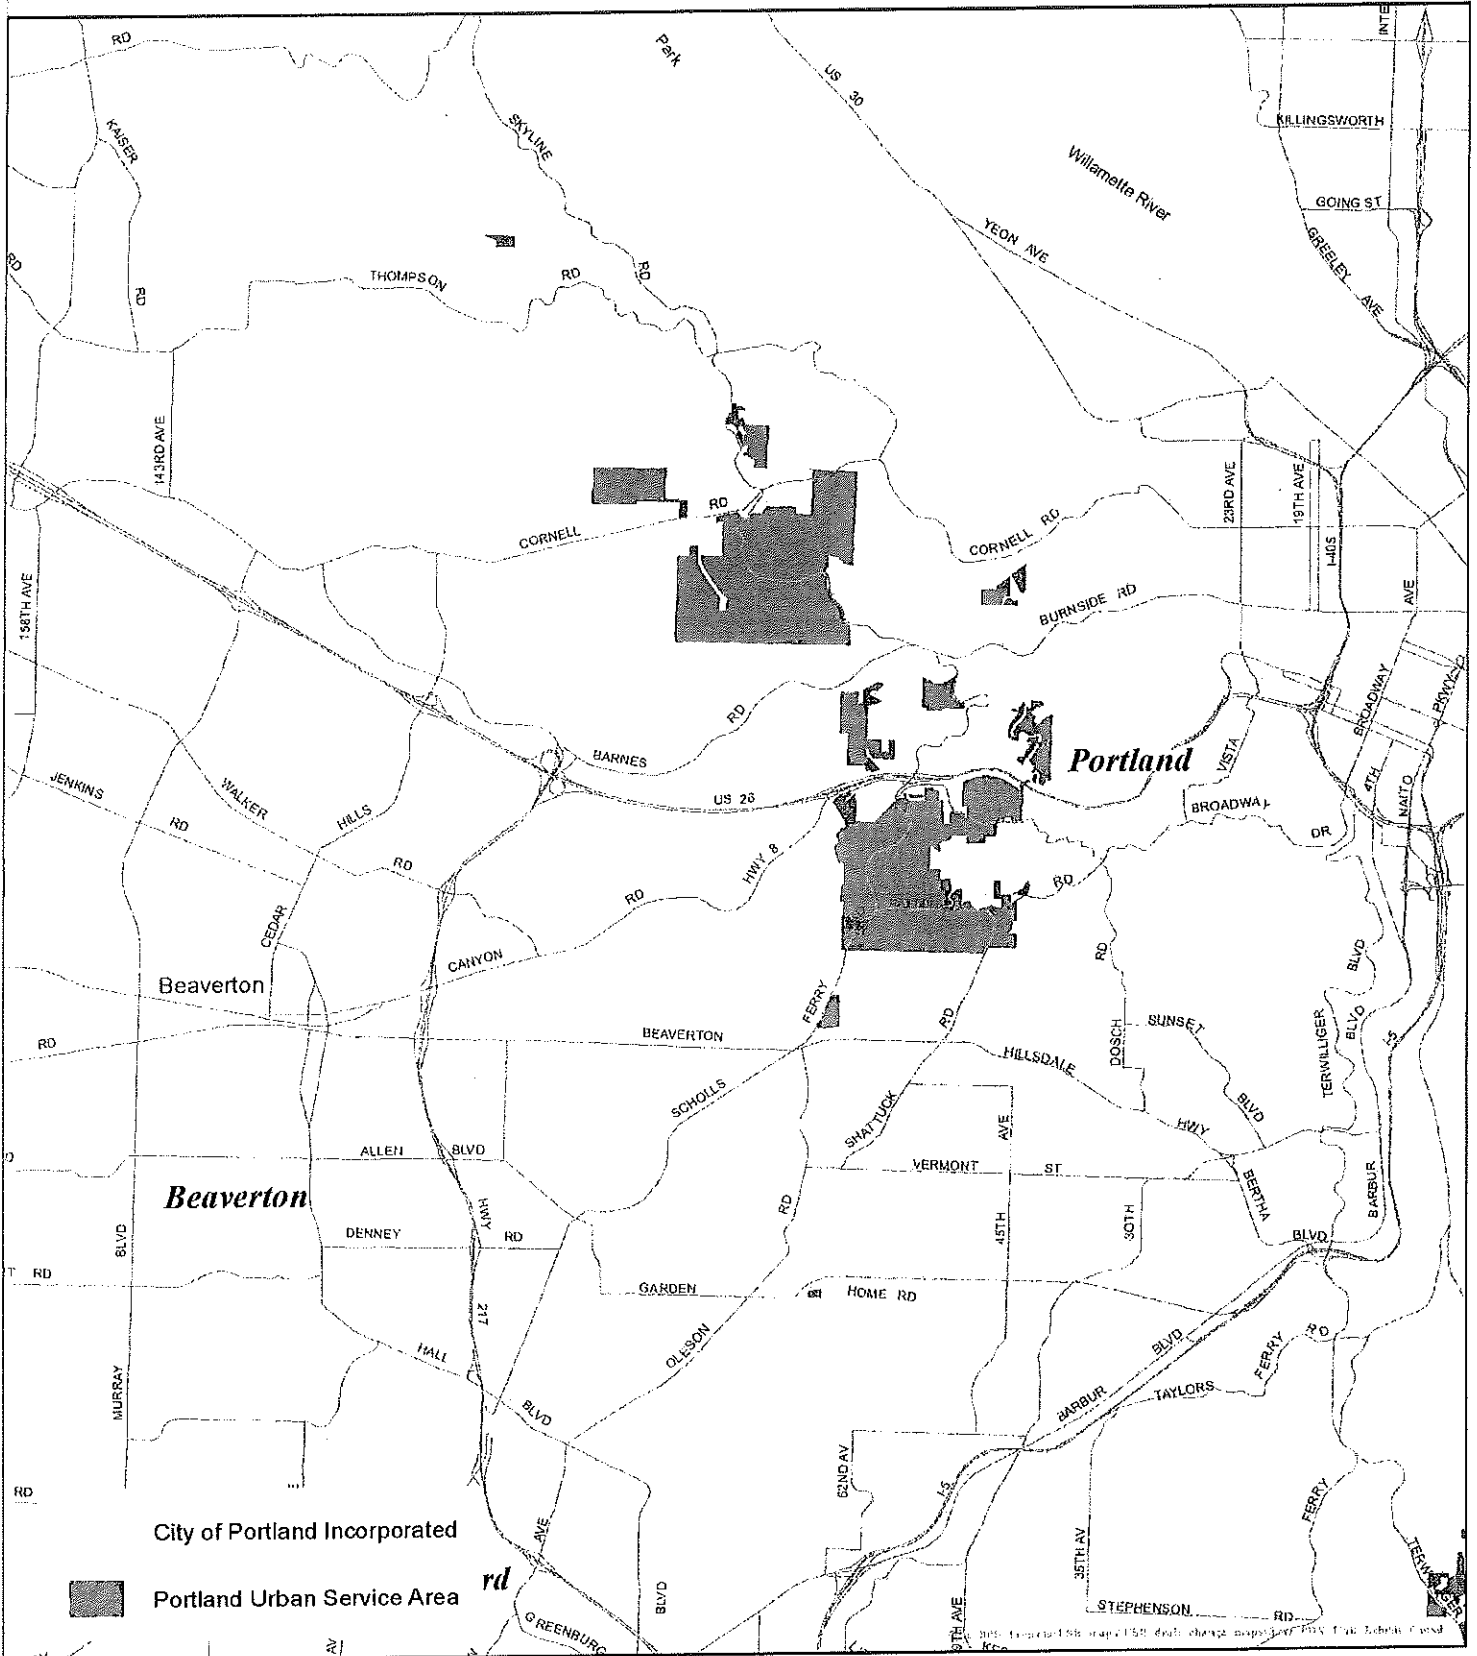 RD
Park
INTE
US 30
KAISER
SKYLINE
KILLINGSWORTH
Willamette River
GOING ST
YEON AVE
GREELEY AVE
RD
RD
THOMPSON
RD
RD
143RD AVE
23RD AVE
19TH AVE
RD
CORNELL
CORNELL RD
I-405
158TH AVE
BURNSIDE RD
AVE
BROADWAY
PKWY
RD
BARNES
Portland
VISTA
JENKINS
WALKER
US 26
4TH
NAITO
RD
HILLS
BROADWAY
DR
RD
HWY 8
RD
RD
CEDAR
RD
BLVD
CANYON
Beaverton
FERRY
RD
SUNSET
TERWILLIGER
BLVD
I-5
RD
BEAVERTON
HILLSDALE
DOSCH
SCHOLLS
BLVD
SHATTUCK
AVE
HWY
ALLEN BLVD
VERMONT ST
BERTHA
BARBUR
Beaverton
HWY
RD
45TH
30TH
DENNEY RD
BLVD
BLVD
T RD
GARDEN HOME RD
217
OLESON
RD
HALL
BLVD
FERRY
MURRAY
BARBUR
TAYLORS
BLVD
62ND AV
I-5
RD
FERRY
City of Portland Incorporated
AVE
35TH AV
TERWILLIGER
rd
Portland Urban Service Area
BLVD
STEPHENSON RD
GREENBURG
AV